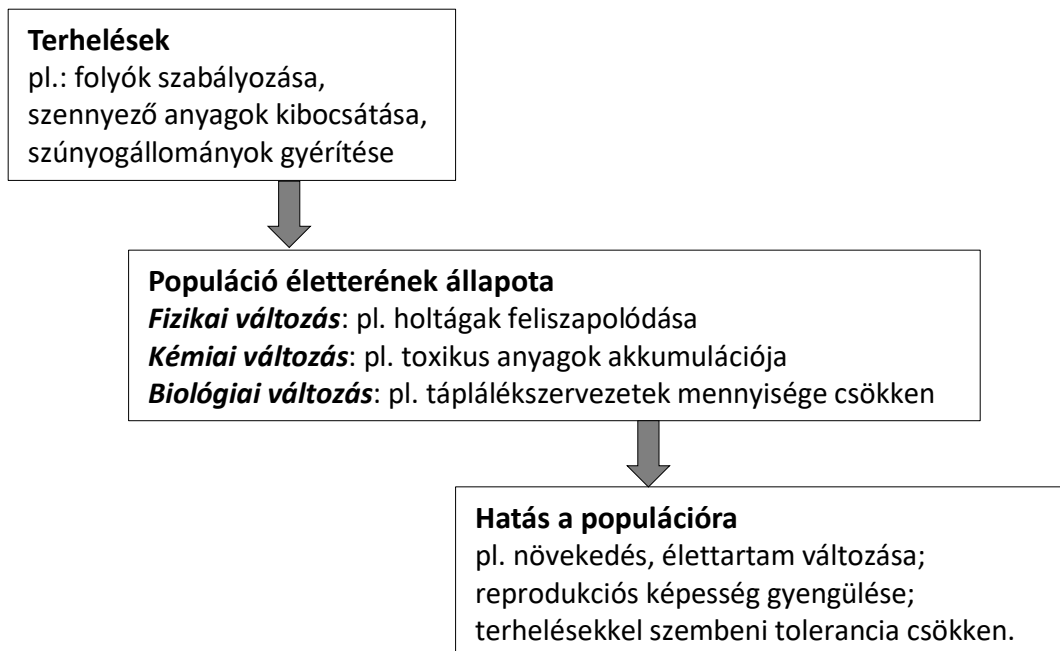 Terhelések
pl.: folyók szabályozása,
szennyező anyagok kibocsátása,
szúnyogállományok gyérítése
Populáció életterének állapota
Fizikai változás: pl. holtágak feliszapolódása
Kémiai változás: pl. toxikus anyagok akkumulációja
Biológiai változás: pl. táplálékszervezetek mennyisége csökken
Hatás a populációra
pl. növekedés, élettartam változása;
reprodukciós képesség gyengülése;
terhelésekkel szembeni tolerancia csökken.